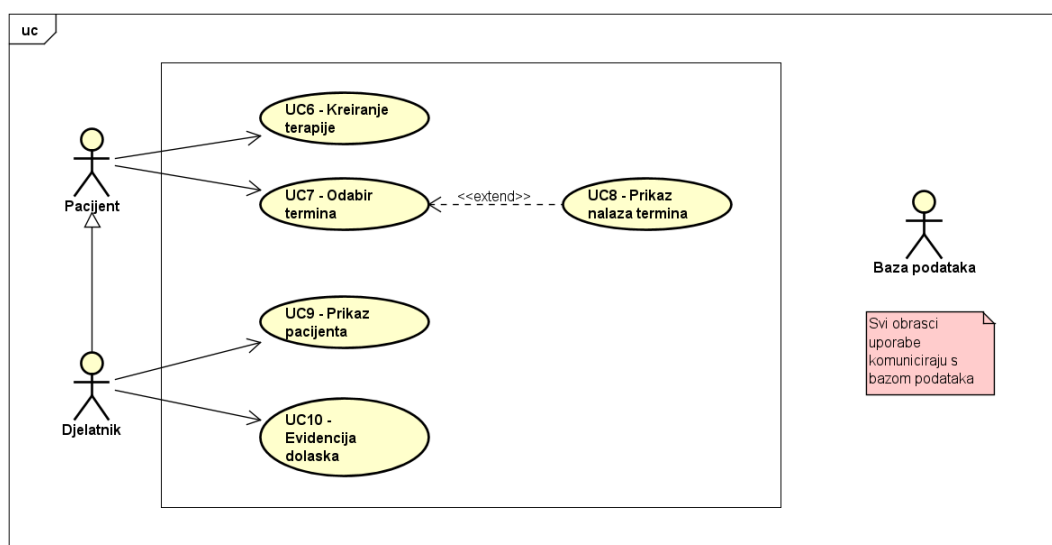 uc
UC6 - Kreiranje
terapije
Pacijent
UC7 - Odabir
termina
<<extend>>
UC8 - Prikaz
nalaza termina
Baza podataka
UC9 - Prikaz
pacijenta
Svi obrasci
uporabe
komuniciraju s
bazom podataka
Djelatnik
UC10 -
Evidencija
dolaska